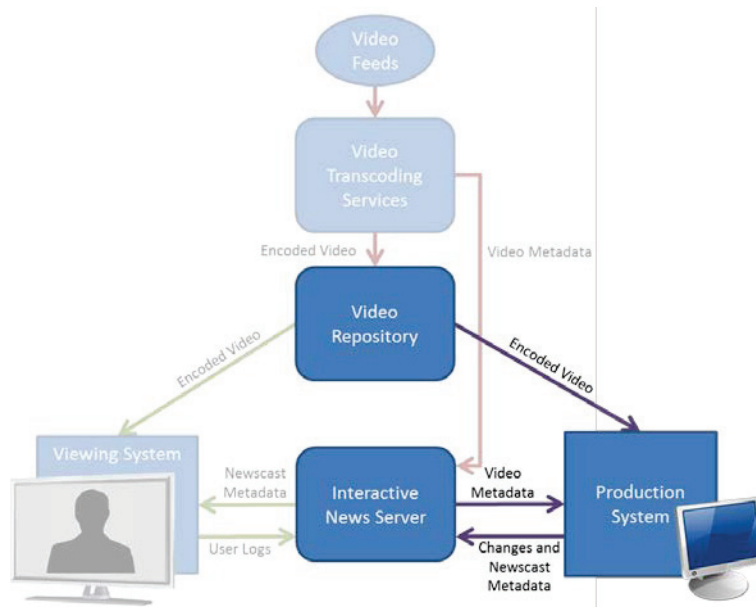 Video
Feeds
Video
Transcoding
Services
Encoded Video
Video Metadata
Video
Repository
Encoded Video
Encoded Video
Viewing System
Newscast
Metadata
User Logs
Interactive
News Server
Video
Metadata
Changes and
Newscast
Metadata
Production
System